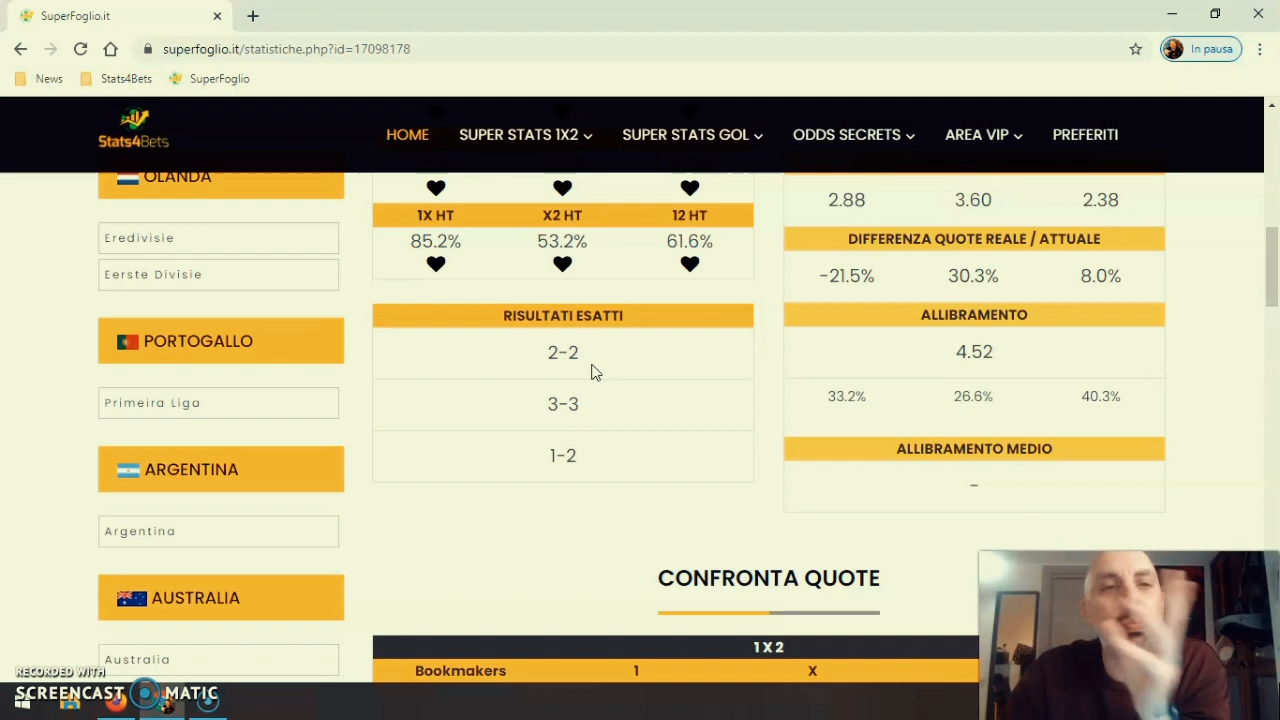 SuperFoglio.it
superfoglio.it/statistiche.php?id=17098178
In pausa
News Stats4Bets SuperFoglio
Stats4Bets
HOME SUPER STATS 1X2 SUPER STATS GOL ODDS SECRETS AREA VIP PREFERITI
OLANDA
Eredivisie
Eerste Divisie
PORTOGALLO
Primeira Liga
ARGENTINA
Argentina
AUSTRALIA
Australia
1X HT X2 HT 12 HT
85.2% 53.2% 61.6%
RISULTATI ESATTI
2-2
3-3
1-2
2.88 3.60 2.38
DIFFERENZA QUOTE REALE / ATTUALE
-21.5% 30.3% 8.0%
ALLIBRAMENTO
4.52
33.2% 26.6% 40.3%
ALLIBRAMENTO MEDIO
-
CONFRONTA QUOTE
1X2
Bookmakers 1 X
RECORDED WITH
SCREENCAST MATIC